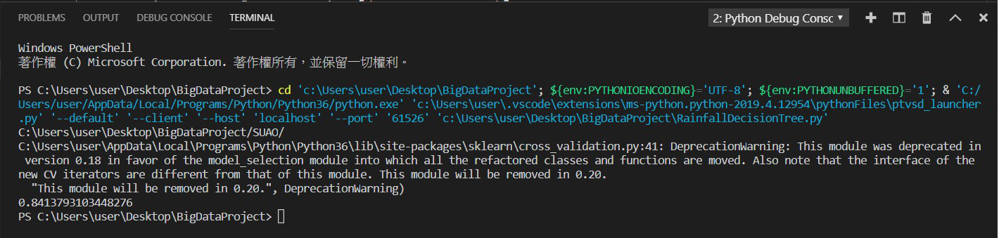 PROBLEMS OUTPUT DEBUG CONSOLE TERMINAL 2: Python Debug Consc
Windows PowerShell
著作權 (C) Microsoft Corporation. 著作權所有，並保留一切權利。
PS C:\Users\user\Desktop\BigDataProject> cd 'c:\Users\user\Desktop\BigDataProject'; ${env:PYTHONIOENCODING}='UTF-8'; ${env:PYTHONUNBUFFERED}='1'; & 'C:/
Users/user/AppData/Local/Programs/Python/Python36/python.exe' 'c:\Users\user\.vscode\extensions\ms-python.python-2019.4.12954\pythonFiles\ptvsd_launcher
.py' '--default' '--client' '--host' 'localhost' '--port' '61526' 'c:\Users\user\Desktop\BigDataProject\RainfallDecisionTree.py'
C:\Users\user\Desktop\BigDataProject/SUAO/
C:\Users\user\AppData\Local\Programs\Python\Python36\lib\site-packages\sklearn\cross_validation.py:41: DeprecationWarning: This module was deprecated in
version 0.18 in favor of the model_selection module into which all the refactored classes and functions are moved. Also note that the interface of the
new CV iterators are different from that of this module. This module will be removed in 0.20.
"This module will be removed in 0.20.", DeprecationWarning)
0.8413793103448276
PS C:\Users\user\Desktop\BigDataProject>